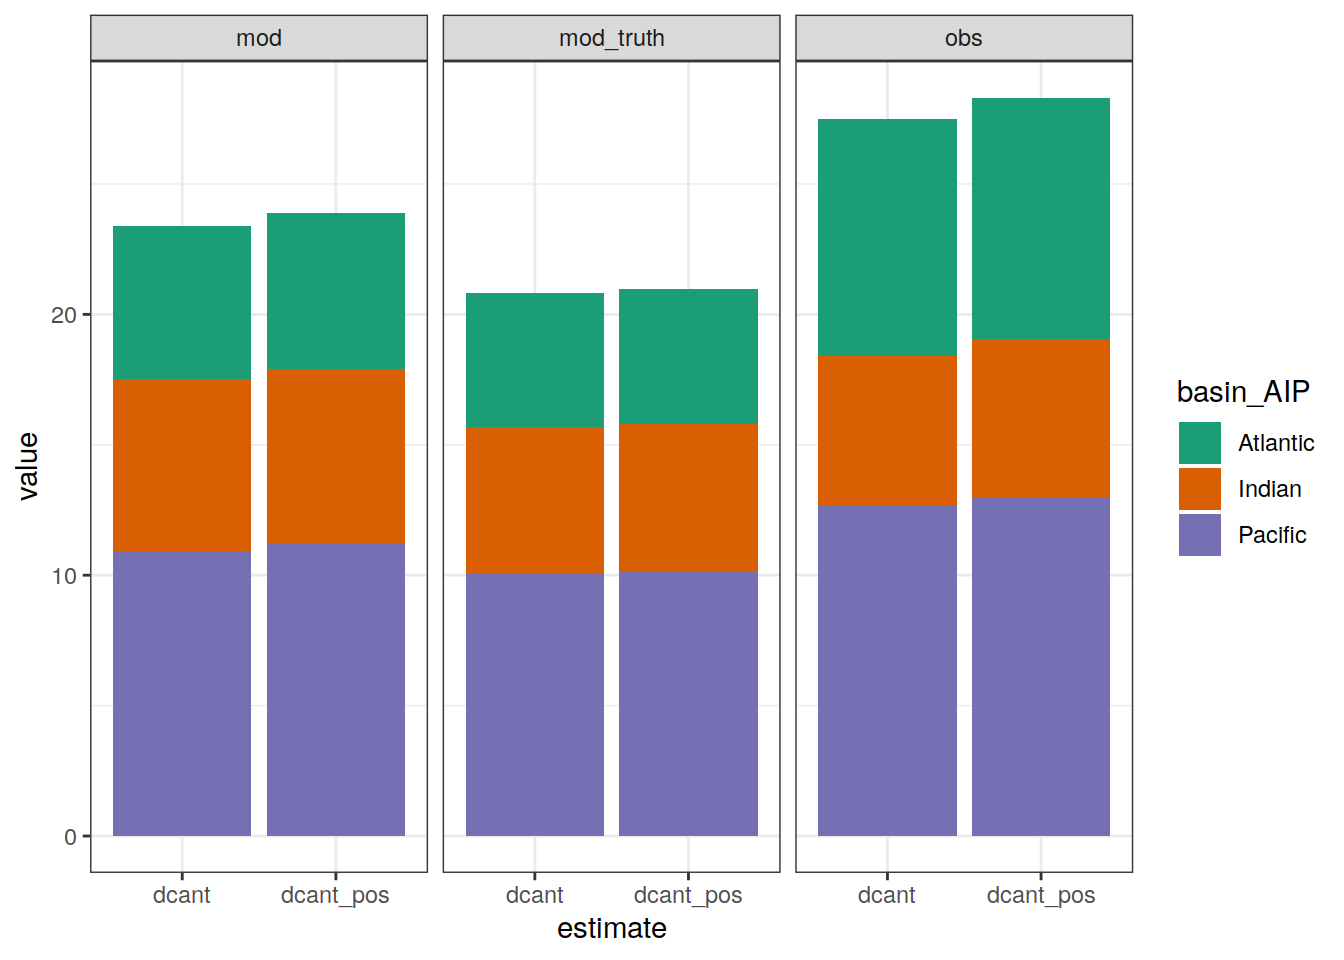 mod
mod_truth
obs
value
20
10
0
dcant
dcant_pos
dcant
dcant_pos
dcant
dcant_pos
estimate
basin_AIP
Atlantic
Indian
Pacific